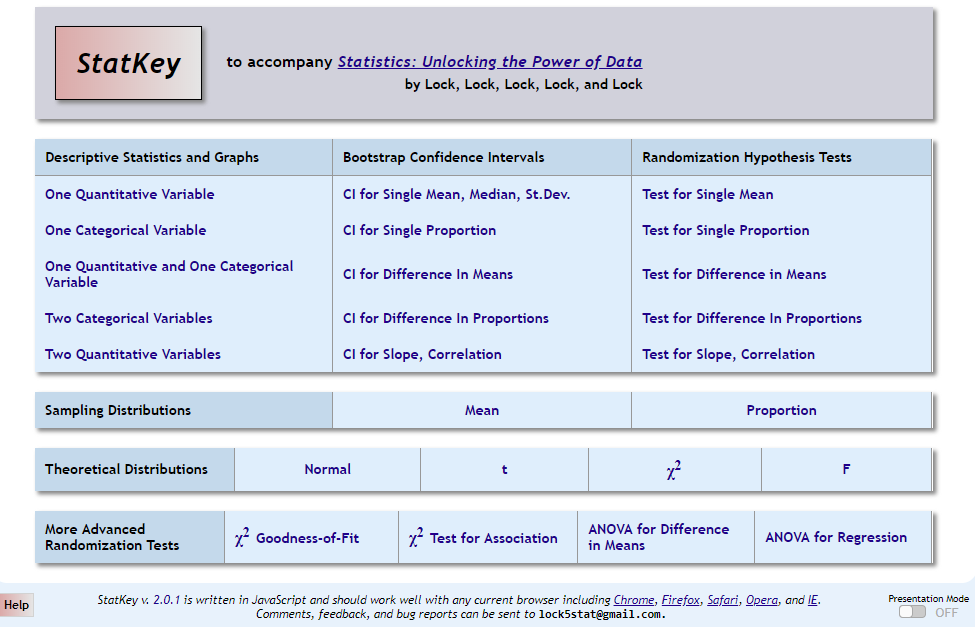 StatKey
to accompany Statistics: Unlocking the Power of Data
by Lock, Lock, Lock, Lock, and Lock
Descriptive Statistics and Graphs
Bootstrap Confidence Intervals
Randomization Hypothesis Tests
One Quantitative Variable
CI for Single Mean, Median, St.Dev.
Test for Single Mean
One Categorical Variable
CI for Single Proportion
Test for Single Proportion
One Quantitative and One Categorical
Variable
CI for Difference In Means
Test for Difference in Means
Two Categorical Variables
CI for Difference In Proportions
Test for Difference In Proportions
Two Quantitative Variables
CI for Slope, Correlation
Test for Slope, Correlation
Sampling Distributions
Mean
Proportion
Theoretical Distributions
Normal
t
χ²
F
More Advanced
Randomization Tests
χ² Goodness-of-Fit
χ² Test for Association
ANOVA for Difference
in Means
ANOVA for Regression
Help
StatKey v. 2.0.1 is written in JavaScript and should work well with any current browser including Chrome, Firefox, Safari, Opera, and IE.
Comments, feedback, and bug reports can be sent to lock5stat@gmail.com.
Presentation Mode
OFF